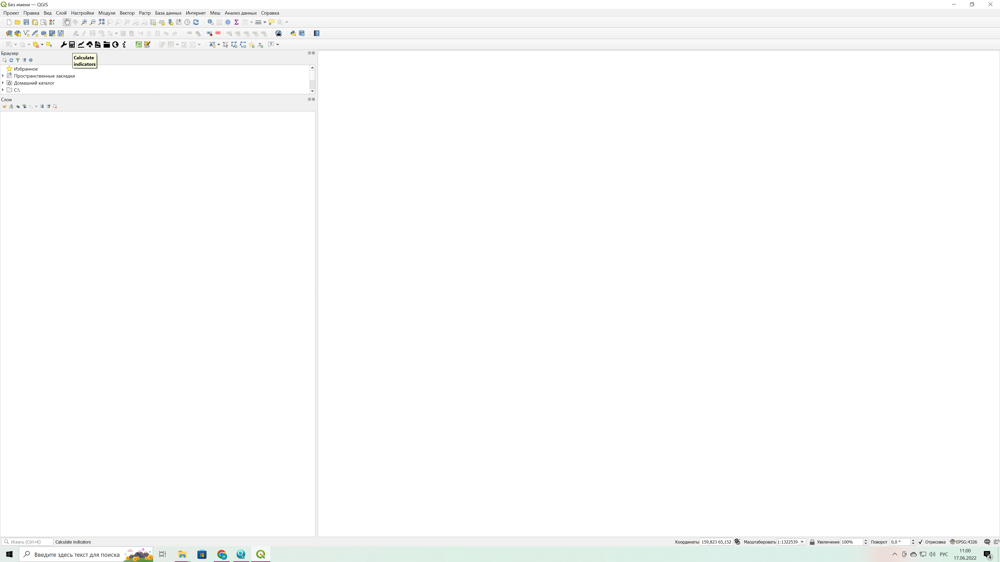 Без имени — QGIS
Проект Правка Вид Слой Настройки Модули Вектор Растр База данных Интернет Меш Анализ данных Справка
Браузер
Calculate
indicators
Избранное
Пространственные закладки
Домашний каталог
C:\
Слои
Искать (Ctrl+K) Calculate indicators Координаты 159,823 65,152 Масштабировать 1:1322539 Увеличение 100% Поворот 0,0 ° Отрисовка EPSG:4326
Введите здесь текст для поиска
РУС
11:00
17.06.2022
4